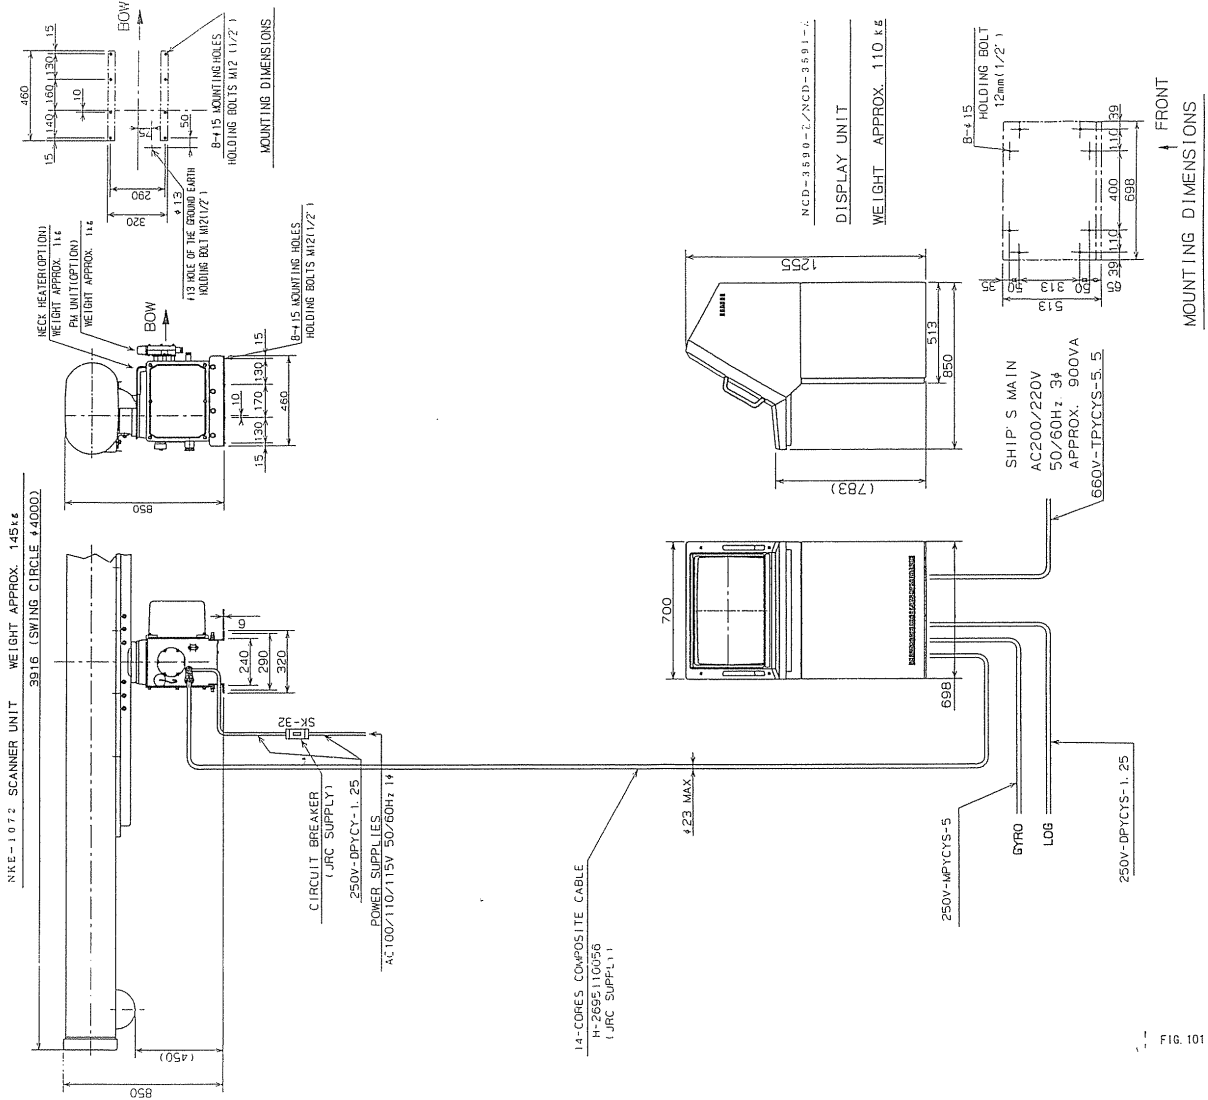 NKE-1072 SCANNER UNIT WEIGHT APPROX. 145kg
3916 (SWING CIRCLE φ4000)
850
(450)
240
290
320
9
SK-32
CIRCUIT BREAKER
(JRC SUPPLY)
250V-DPYCY-1.25
POWER SUPPLIES
AC100/110/115V 50/60Hz 1φ
NECK HEATER(OPTION)
WEIGHT APPROX. 1kg
PM UNIT(OPTION)
WEIGHT APPROX. 1kg
BOW
850
15
130
10
170
130
15
460
8-φ15 MOUNTING HOLES
HOLDING BOLTS M12(1/2")
BOW
15
140
10
160
130
15
460
75
50
290
320
φ13
φ13 HOLE OF THE GROUND EARTH
HOLDING BOLT M12(1/2")
8-φ15 MOUNTING HOLES
HOLDING BOLTS M12 (1/2")
MOUNTING DIMENSIONS
14-CORES COMPOSITE CABLE
H-2695110056
(JRC SUPPLY)
φ23 MAX
700
698
250V-MPYCYS-5
GYRO
LOG
250V-DPYCYS-1.25
SHIP'S MAIN
AC200/220V
50/60Hz 3φ
APPROX. 900VA
660V-TPYCYS-5.5
1255
(783)
513
850
DISPLAY UNIT
WEIGHT APPROX. 110 kg
8-φ15
HOLDING BOLT
12mm(1/2")
39
110
400
110
39
698
35
50
313
50
65
513
FRONT
MOUNTING DIMENSIONS
FIG. 101